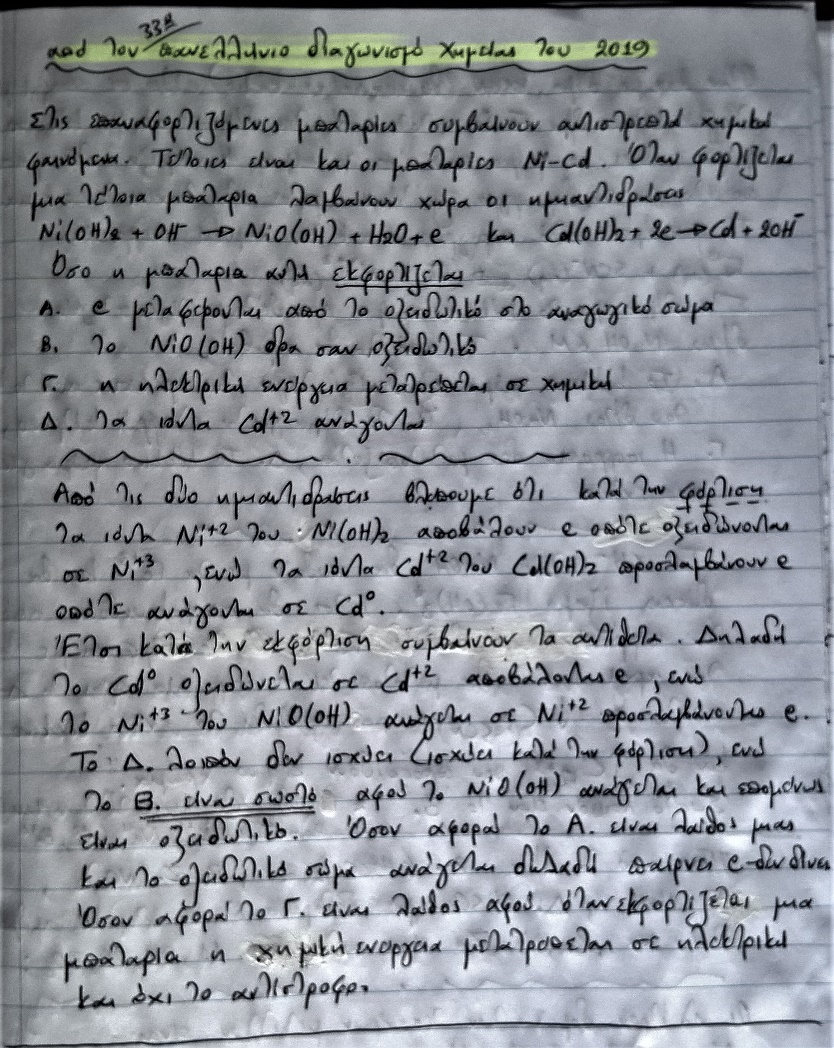 από τον 33ο πανελλήνιο διαγωνισμό χημείας του 2019
Στις επαναφορτιζόμενες μπαταρίες συμβαίνουν αντιστρεπτά χημικά
φαινόμενα. Τέτοιες είναι και οι μπαταρίες Ni-Cd. Όταν φορτίζεται
μια τέτοια μπαταρία λαμβάνουν χώρα οι ημιαντιδράσεις
Ni(OH)2 + OH⁻ → NiO(OH) + H2O + e και Cd(OH)2 + 2e → Cd + 2OH⁻
Όσο η μπαταρία αυτή εκφορτίζεται
Α. e μεταφέρονται από το οξειδωτικό στο αναγωγικό σώμα
Β. το NiO(OH) δρα σαν οξειδωτικό
Γ. η ηλεκτρική ενέργεια μετατρέπεται σε χημική
Δ. τα ιόντα Cd+2 ανάγονται
Από τις δύο ημιαντιδράσεις βλέπουμε ότι κατά την φόρτιση
τα ιόντα Ni+2 του Ni(OH)2 αποβάλουν e οπότε οξειδώνονται
σε Ni+3, ενώ τα ιόντα Cd+2 του Cd(OH)2 προσλαμβάνουν e
οπότε ανάγονται σε Cd⁰.
Έτσι κατά την εκφόρτιση συμβαίνουν τα αντίθετα. Δηλαδή
το Cd⁰ οξειδώνεται σε Cd+2 αποβάλοντας e, ενώ
το Ni+3 του NiO(OH) ανάγεται σε Ni+2 προσλαμβάνοντας e.
Το Δ. λοιπόν δεν ισχύει (ισχύει κατά την φόρτιση), ενώ
το Β. είναι σωστό αφού το NiO(OH) ανάγεται και επομένως
είναι οξειδωτικό. Όσον αφορά το Α. είναι λάθος μιας
και το οξειδωτικό σώμα ανάγεται δηλαδή παίρνει e-δεν δίνει
Όσον αφορά το Γ. είναι λάθος αφού όταν εκφορτίζεται μια
μπαταρία η χημική ενέργεια μετατρέπεται σε ηλεκτρική
και όχι το αντίστροφο.